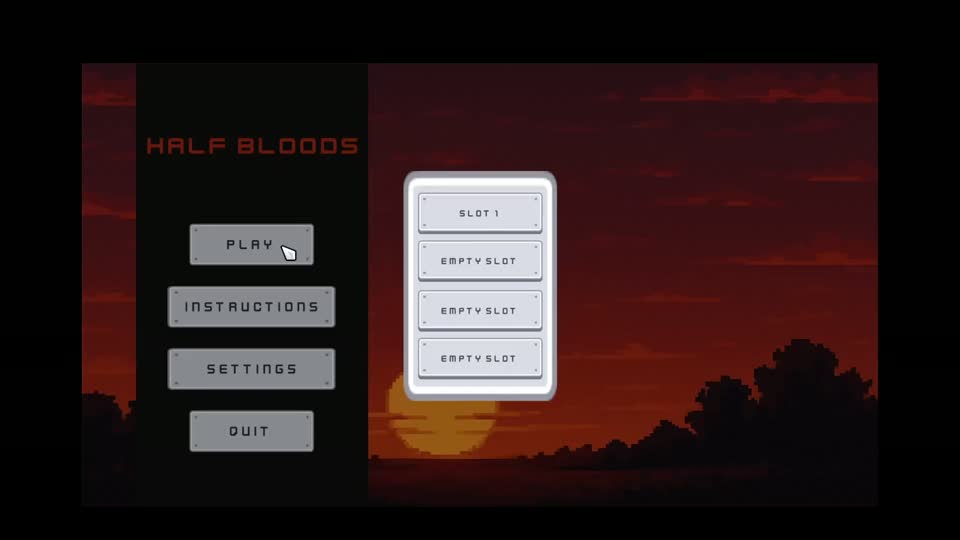 HALF BLOODS
PLAY
INSTRUCTIONS
SETTINGS
QUIT
SLOT 1
EMPTY SLOT
EMPTY SLOT
EMPTY SLOT